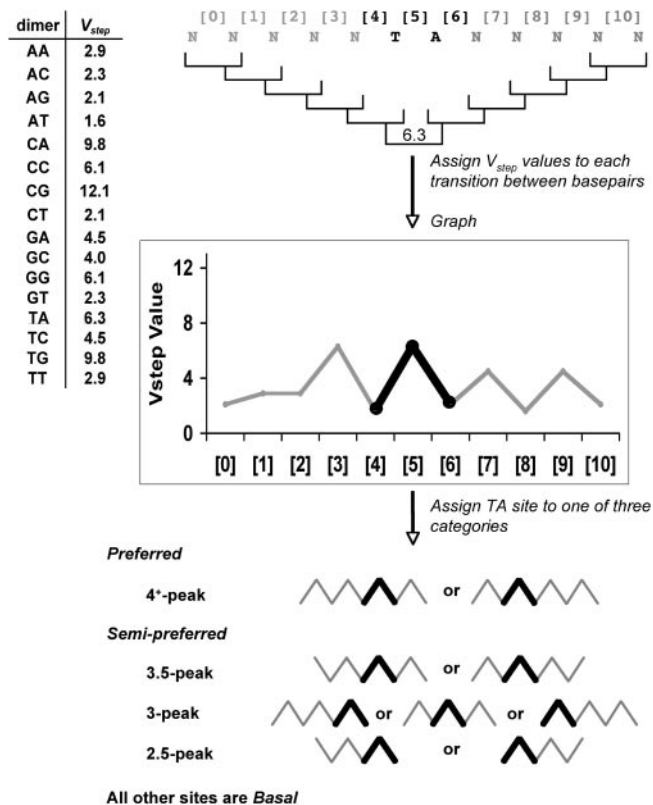 dimer V_step
AA 2.9
AC 2.3
AG 2.1
AT 1.6
CA 9.8
CC 6.1
CG 12.1
CT 2.1
GA 4.5
GC 4.0
GG 6.1
GT 2.3
TA 6.3
TC 4.5
TG 9.8
TT 2.9
[0] [1] [2] [3] [4] [5] [6] [7] [8] [9] [10]
N N N N N T A N N N N N
6.3
Assign V_step values to each
transition between basepairs
Graph
Vstep Value
12
8
4
0
[0] [1] [2] [3] [4] [5] [6] [7] [8] [9] [10]
Assign TA site to one of three
categories
Preferred
4⁺-peak or
Semi-preferred
3.5-peak or
3-peak or or
2.5-peak or
All other sites are Basal